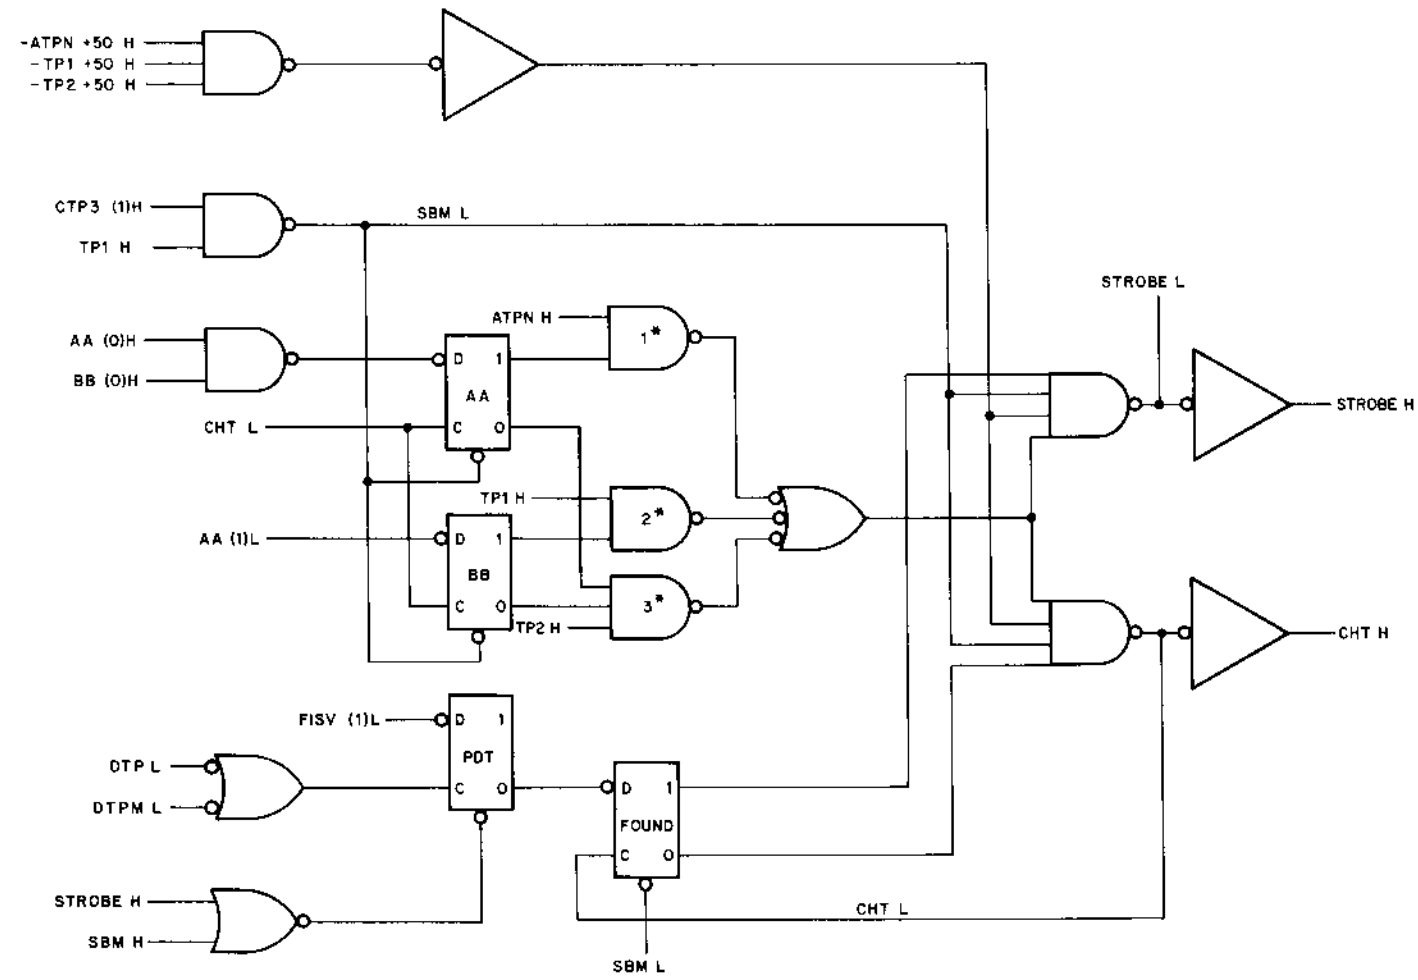 -ATPN +50 H
-TP1 +50 H
-TP2 +50 H
CTP3 (1)H
TP1 H
SBM L
STROBE L
AA (0)H
BB (0)H
ATPN H
1*
D 1
AA
C 0
CHT L
STROBE H
TP1 H
2*
AA (1)L
D 1
BB
C 0
3*
TP2 H
CHT H
FISV (1)L
D 1
PDT
C 0
DTP L
DTPM L
D 1
FOUND
C 0
STROBE H
SBM H
CHT L
SBM L